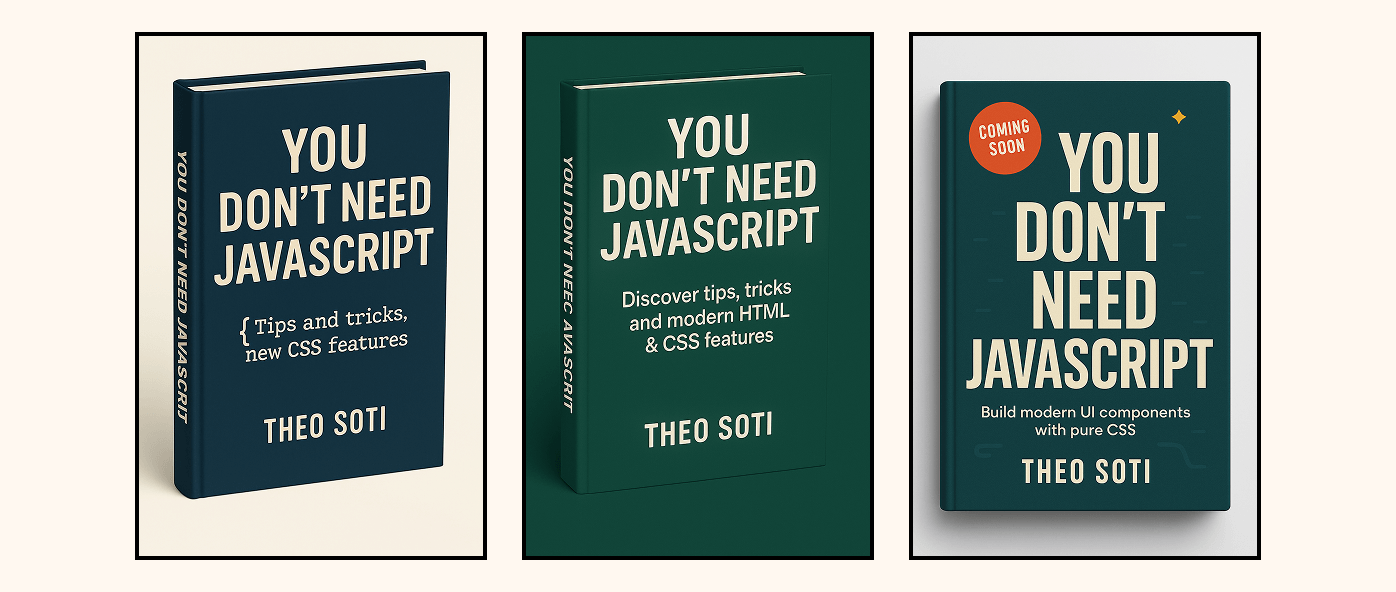 YOU DON'T NEED JAVASCRIT
YOU
DON'T NEED
JAVASCRIPT
{ Tips and tricks,
new CSS features
THEO SOTI
YOU DON'T NEEC AVASCRIT
YOU
DON'T NEED
JAVASCRIPT
Discover tips, tricks
and modern HTML
& CSS features
THEO SOTI
COMING
SOON
YOU
DON'T
NEED
JAVASCRIPT
Build modern UI components
with pure CSS
THEO SOTI